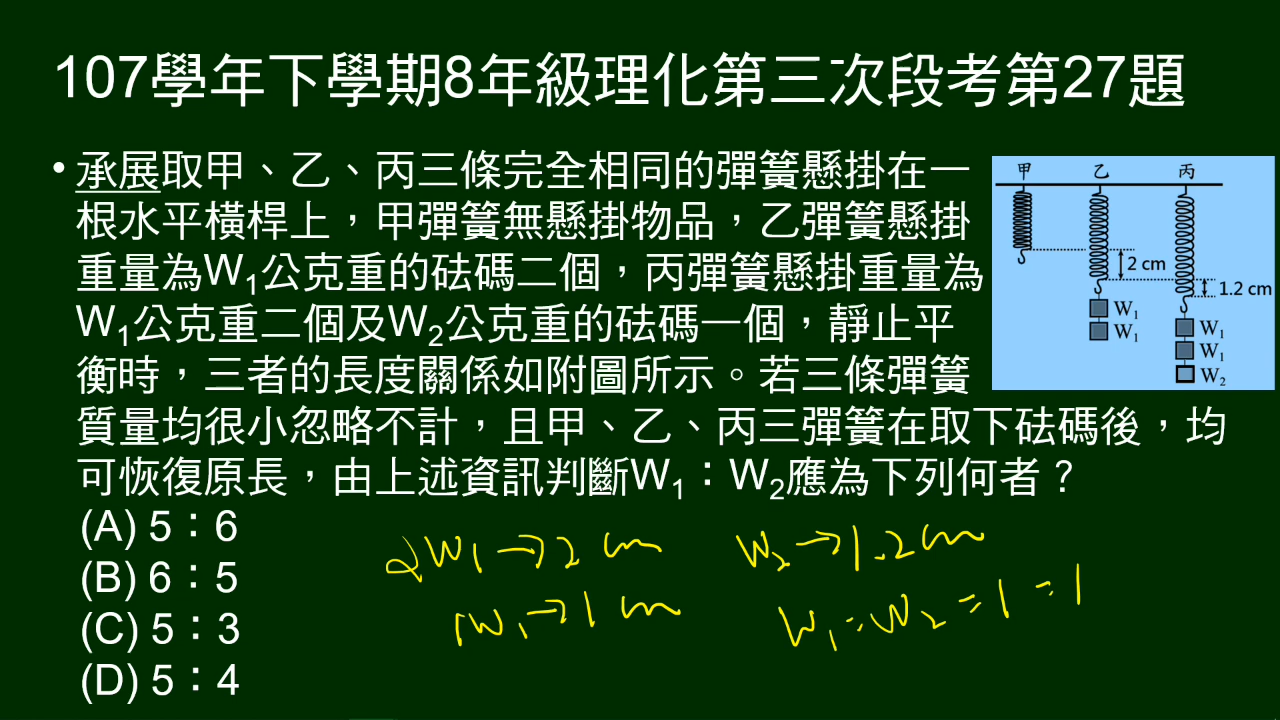 107學年下學期8年級理化第三次段考第27題
• 承展取甲、乙、丙三條完全相同的彈簧懸掛在一
根水平橫桿上，甲彈簧無懸掛物品，乙彈簧懸掛
重量為W₁公克重的砝碼二個，丙彈簧懸掛重量為
W₁公克重二個及W₂公克重的砝碼一個，靜止平
衡時，三者的長度關係如附圖所示。若三條彈簧
質量均很小忽略不計，且甲、乙、丙三彈簧在取下砝碼後，均
可恢復原長，由上述資訊判斷W₁：W₂應為下列何者？
(A) 5：6
(B) 6：5
(C) 5：3
(D) 5：4
甲 乙 丙
2 cm
1.2 cm
W₁
W₁
W₁
W₁
W₂
2W₁→2 cm
W₂→1.2cm
1W₁→1 cm
W₁:W₂=1:1